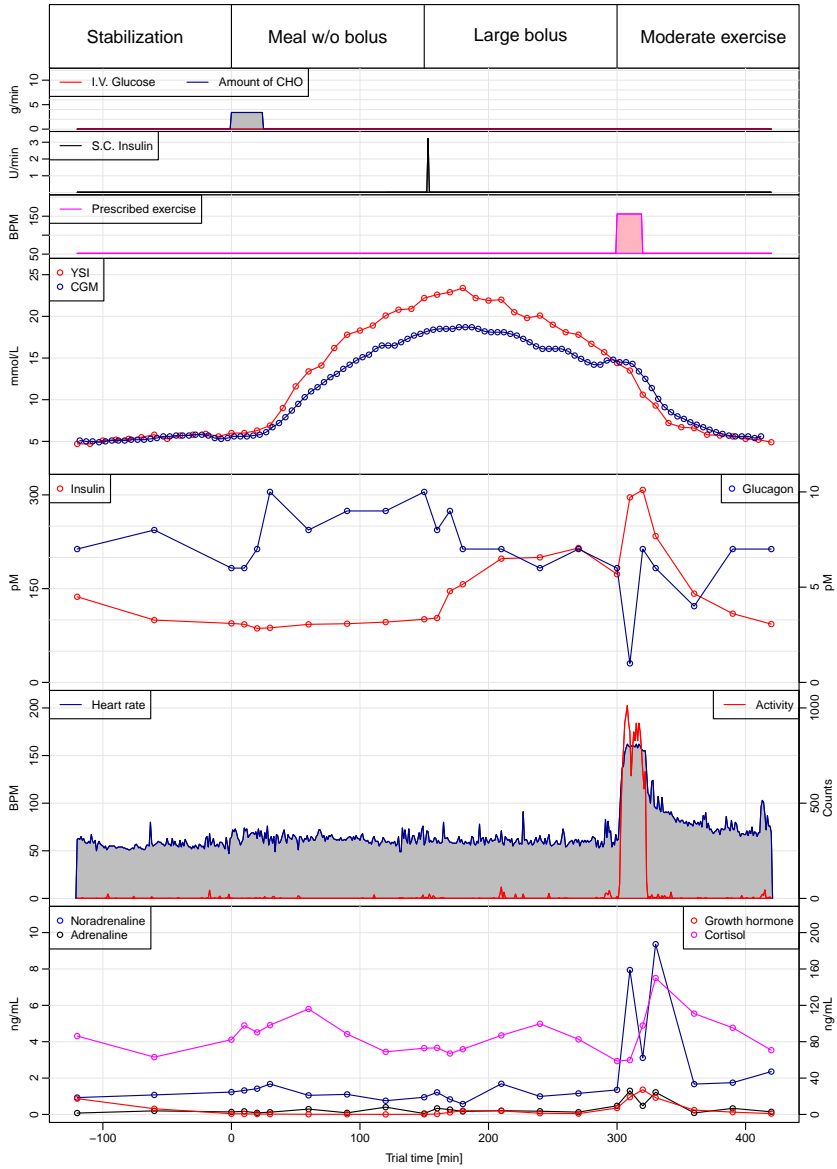 Stabilization Meal w/o bolus Large bolus Moderate exercise
I.V. Glucose Amount of CHO
g/min
10
5
0
S.C. Insulin
U/min
3
2
1
Prescribed exercise
BPM
150
50
YSI
CGM
mmol/L
25
20
15
10
5
Insulin Glucagon
pM
300
150
0
10
5
0
pM
Heart rate Activity
BPM
200
150
100
50
0
1000
500
0
Counts
Noradrenaline Growth hormone
Adrenaline Cortisol
ng/mL
10
8
6
4
2
0
200
160
120
80
40
0
ng/mL
−100 0 100 200 300 400
Trial time [min]